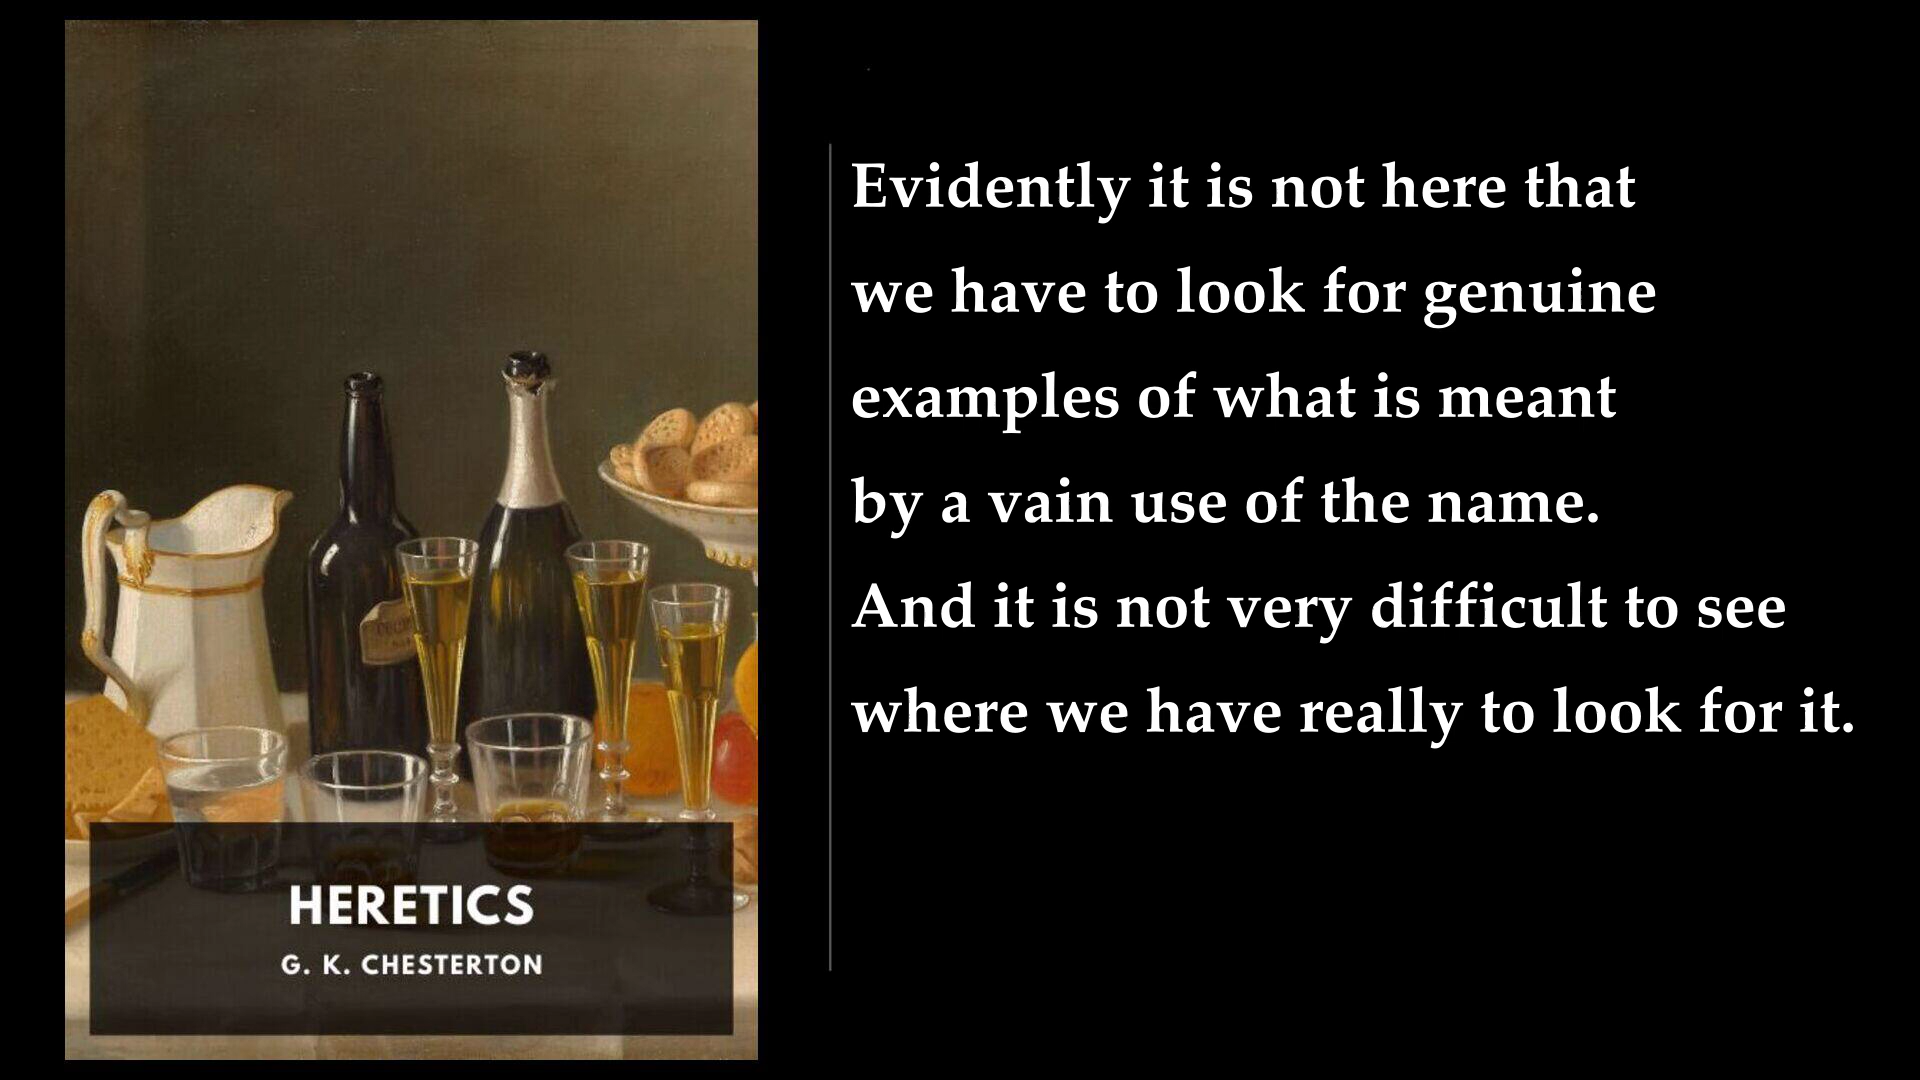 HERETICS
G. K. CHESTERTON
Evidently it is not here that
we have to look for genuine
examples of what is meant
by a vain use of the name.
And it is not very difficult to see
where we have really to look for it.